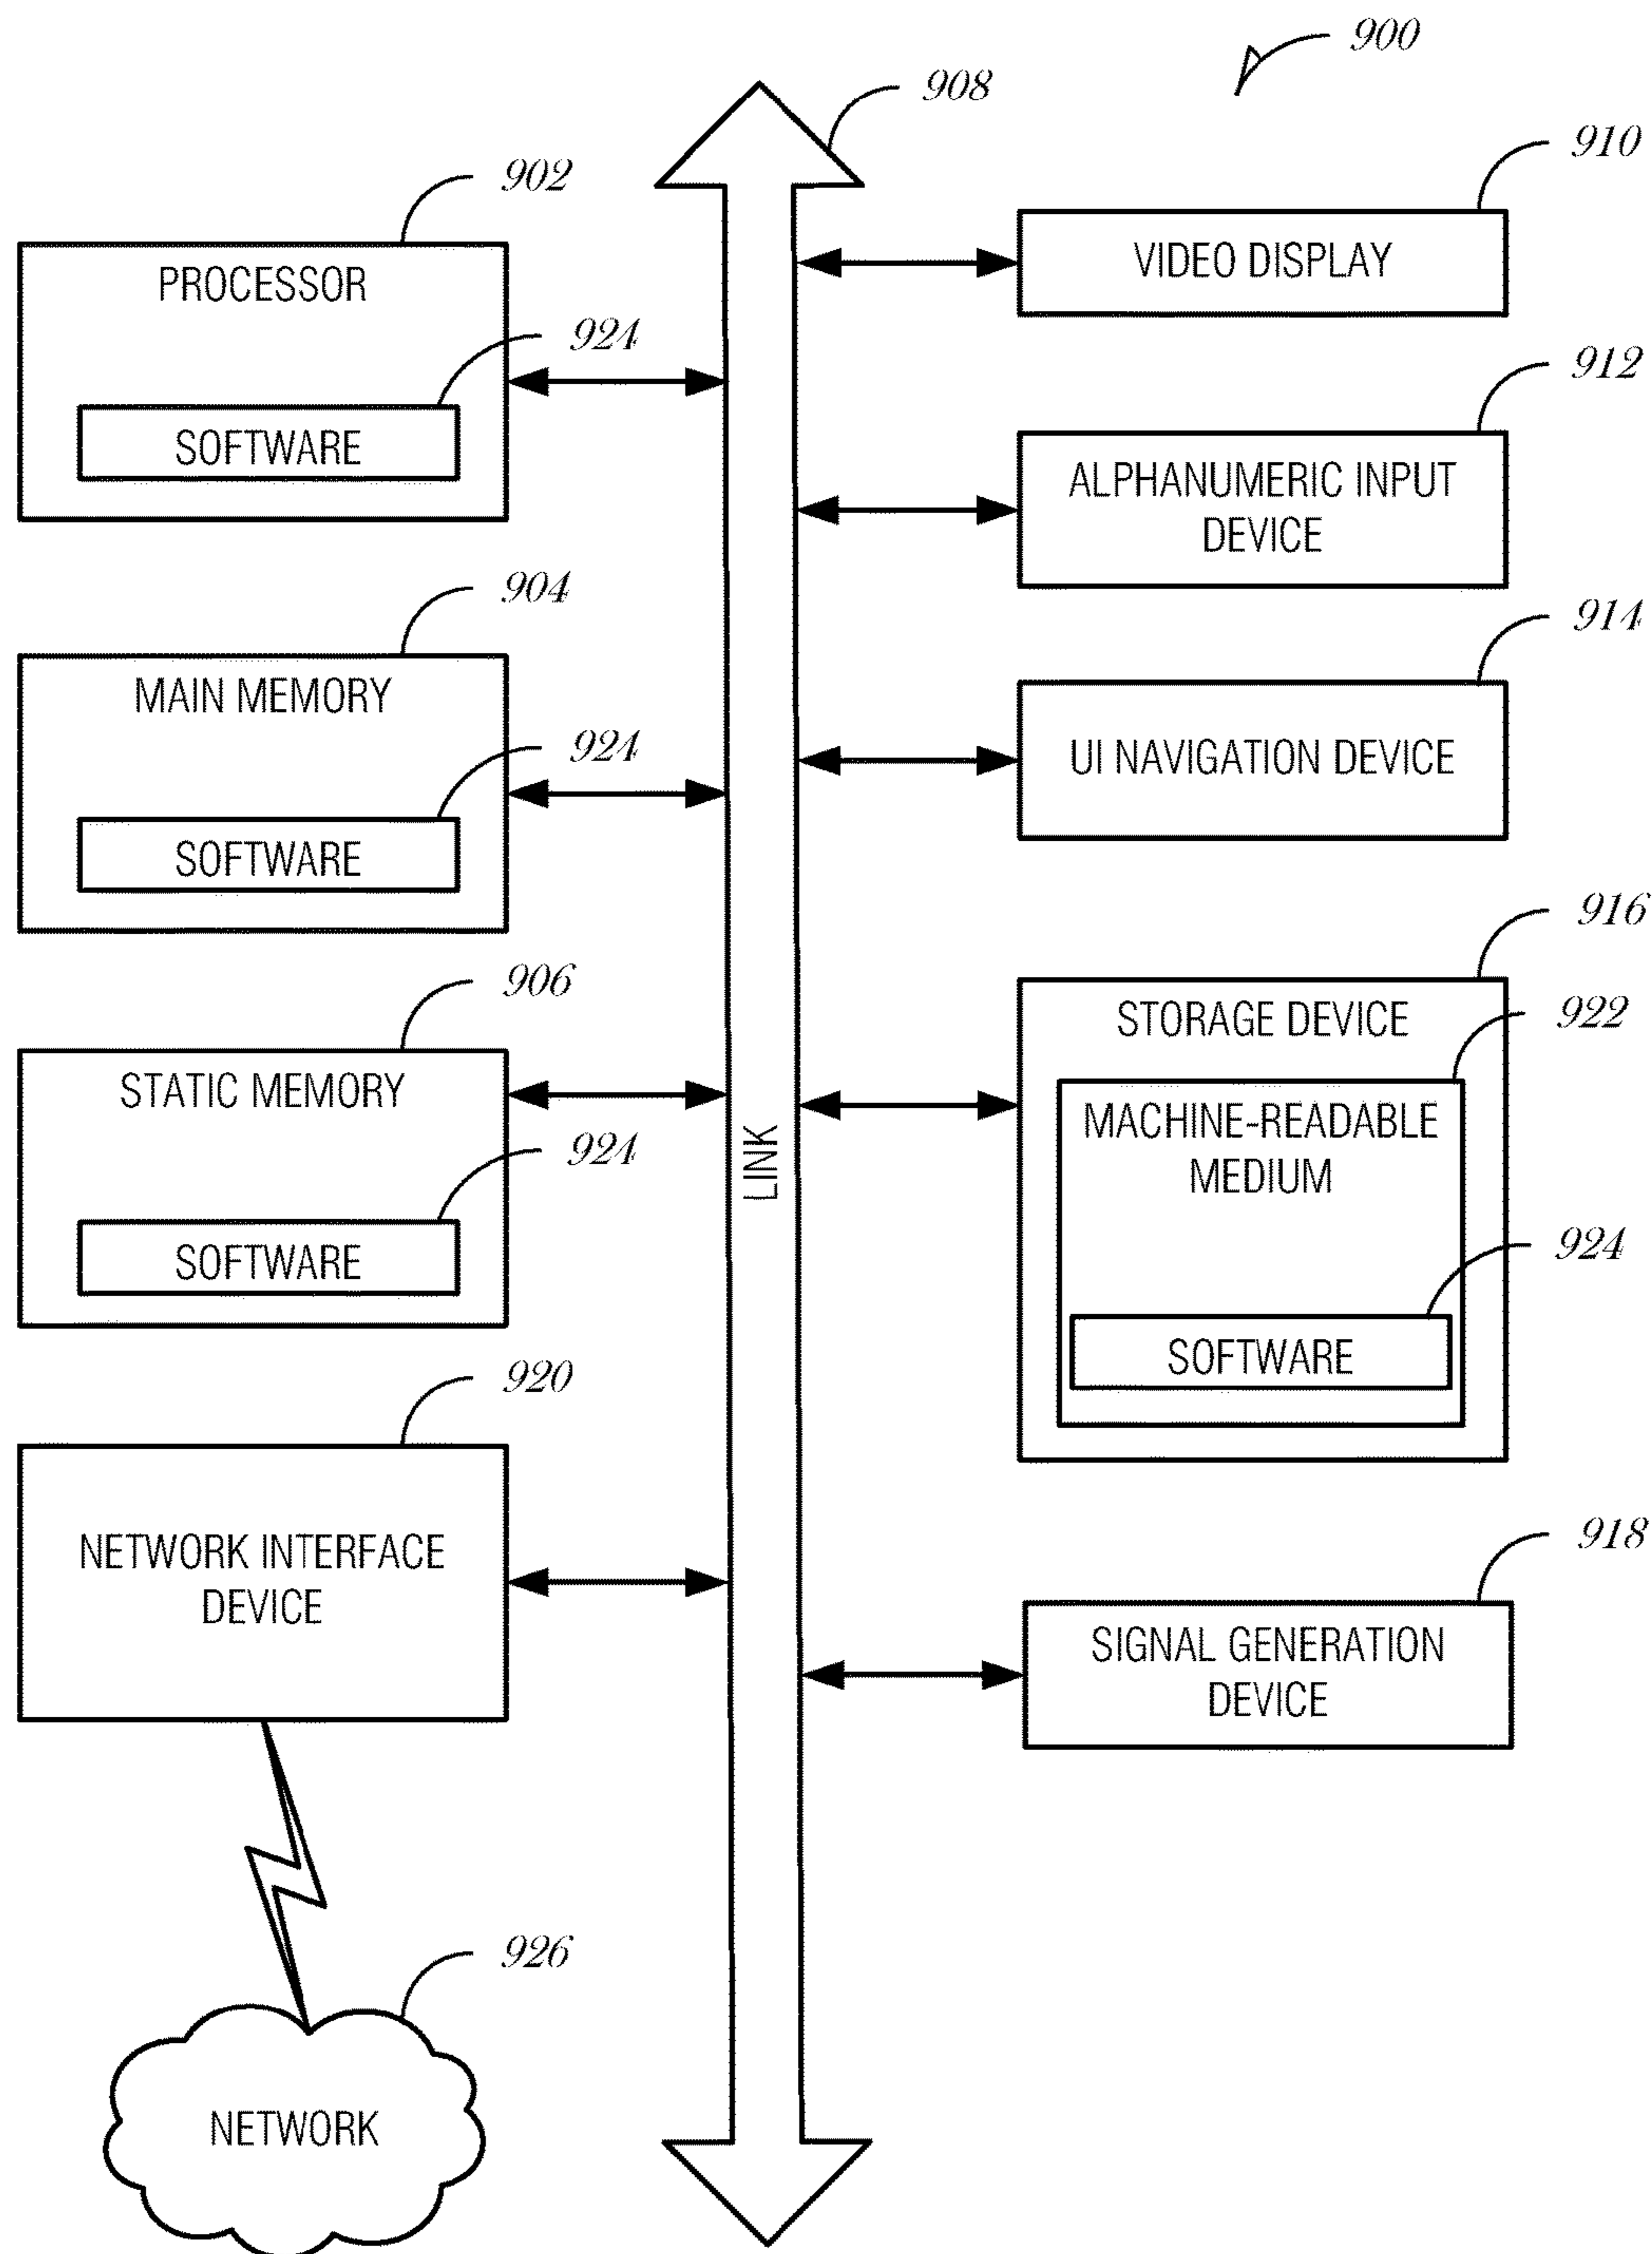 900
908
910
902
VIDEO DISPLAY
PROCESSOR
924
SOFTWARE
912
ALPHANUMERIC INPUT
DEVICE
904
MAIN MEMORY
924
SOFTWARE
914
UI NAVIGATION DEVICE
906
STATIC MEMORY
924
SOFTWARE
LINK
916
STORAGE DEVICE
922
MACHINE-READABLE
MEDIUM
924
SOFTWARE
920
NETWORK INTERFACE
DEVICE
918
SIGNAL GENERATION
DEVICE
926
NETWORK